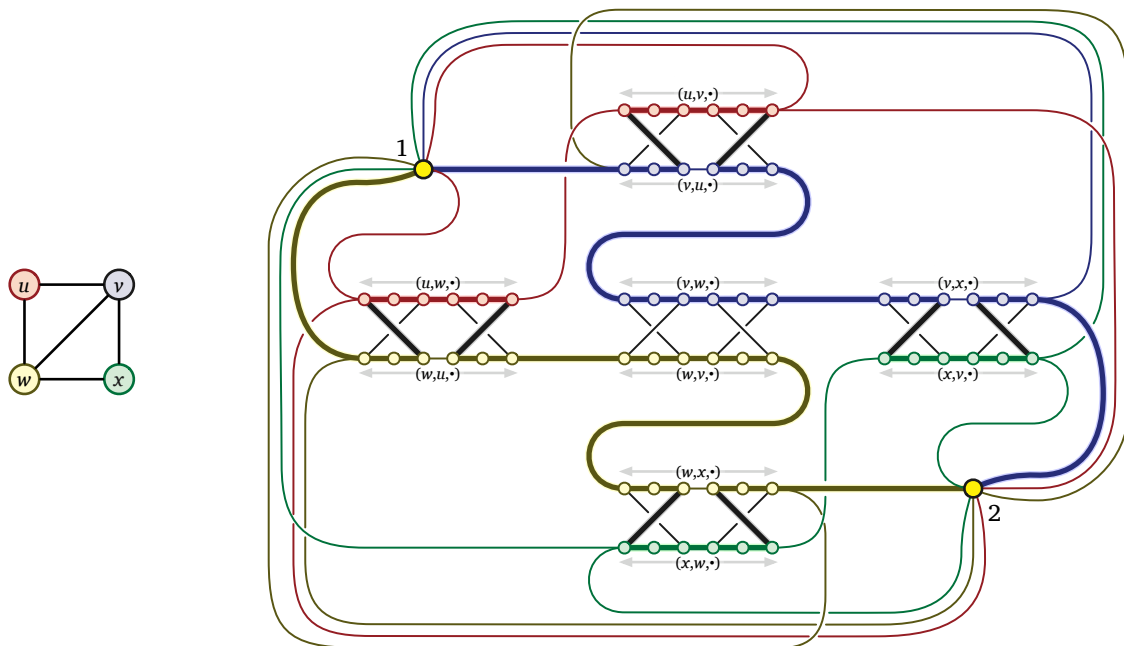 (u,v,•)
1
(v,u,•)
u
v
(u,w,•)
(v,w,•)
(v,x,•)
w
x
(w,u,•)
(w,v,•)
(x,v,•)
(w,x,•)
2
(x,w,•)